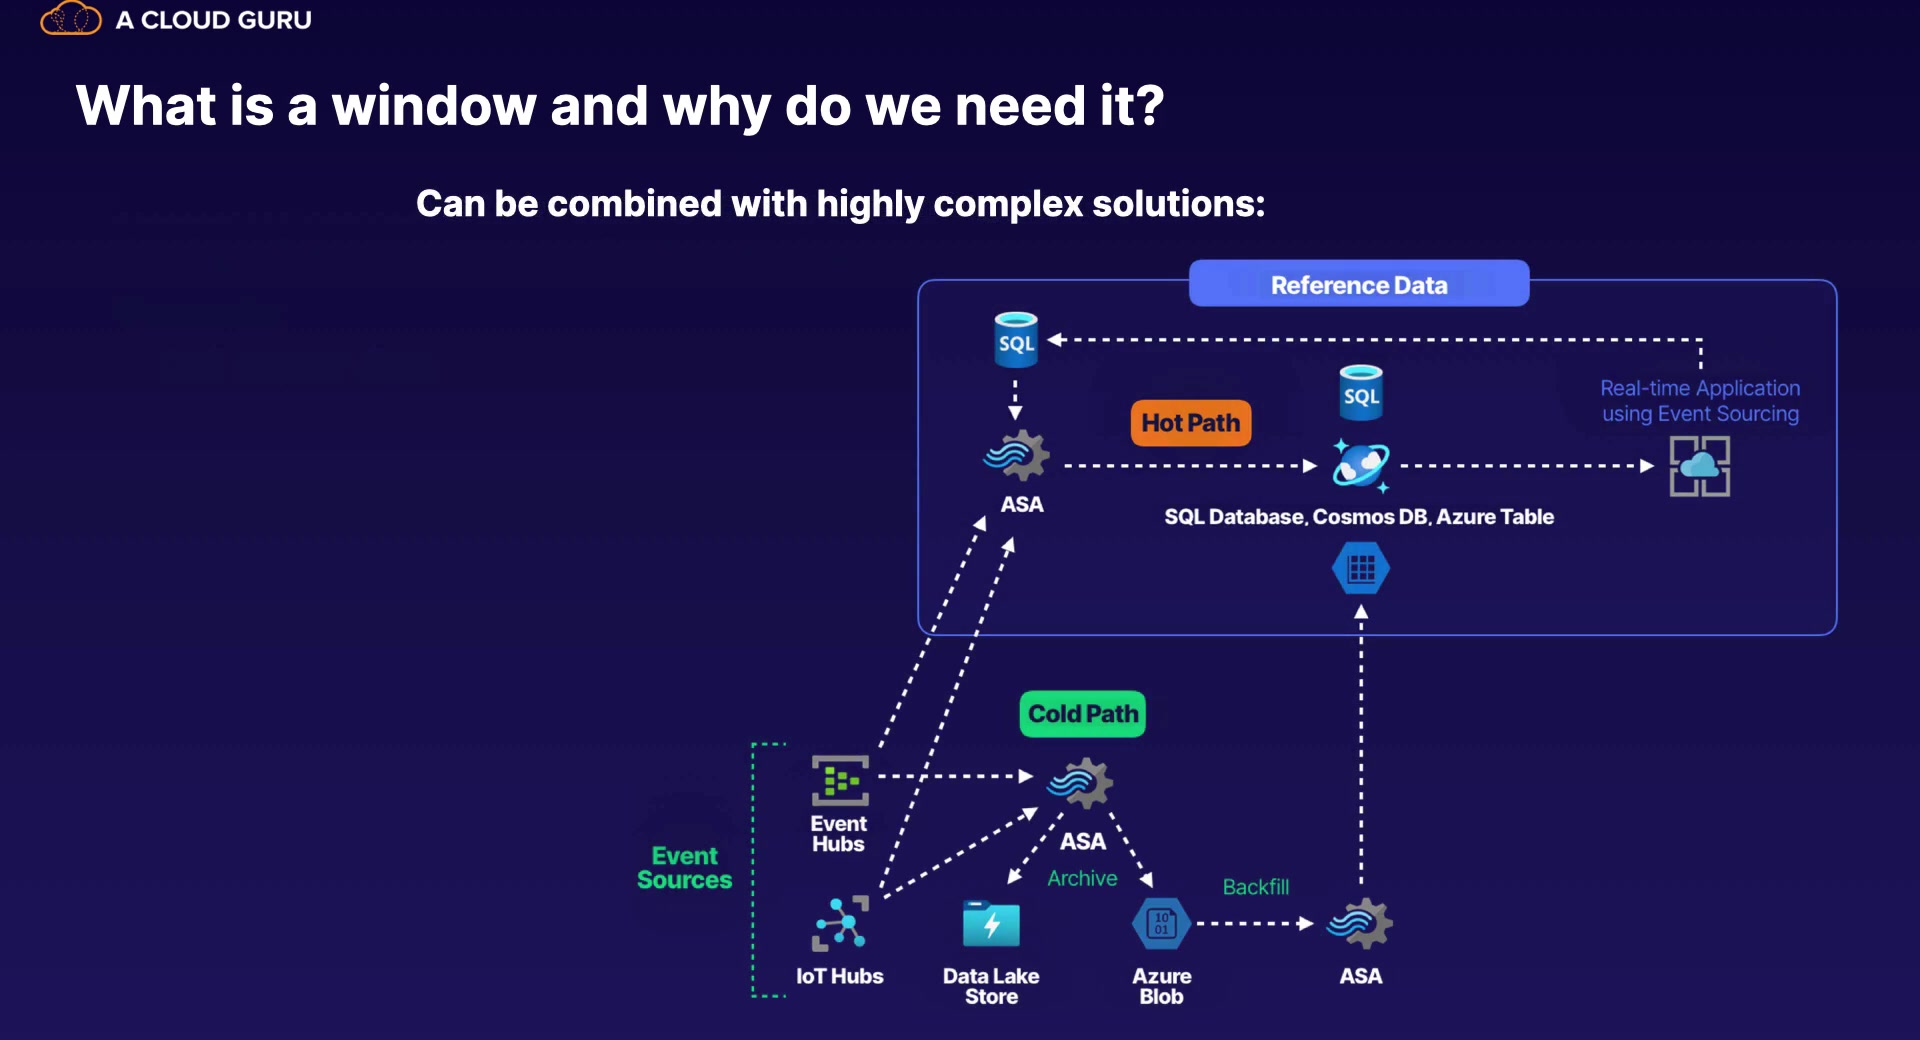 A CLOUD GURU
What is a window and why do we need it?
Can be combined with highly complex solutions:
Reference Data
SQL
SQL
Real-time Application
using Event Sourcing
Hot Path
ASA
SQL Database, Cosmos DB, Azure Table
Cold Path
Event
Hubs
ASA
Event
Sources
Archive
Backfill
10
01
IoT Hubs
Data Lake
Store
Azure
Blob
ASA